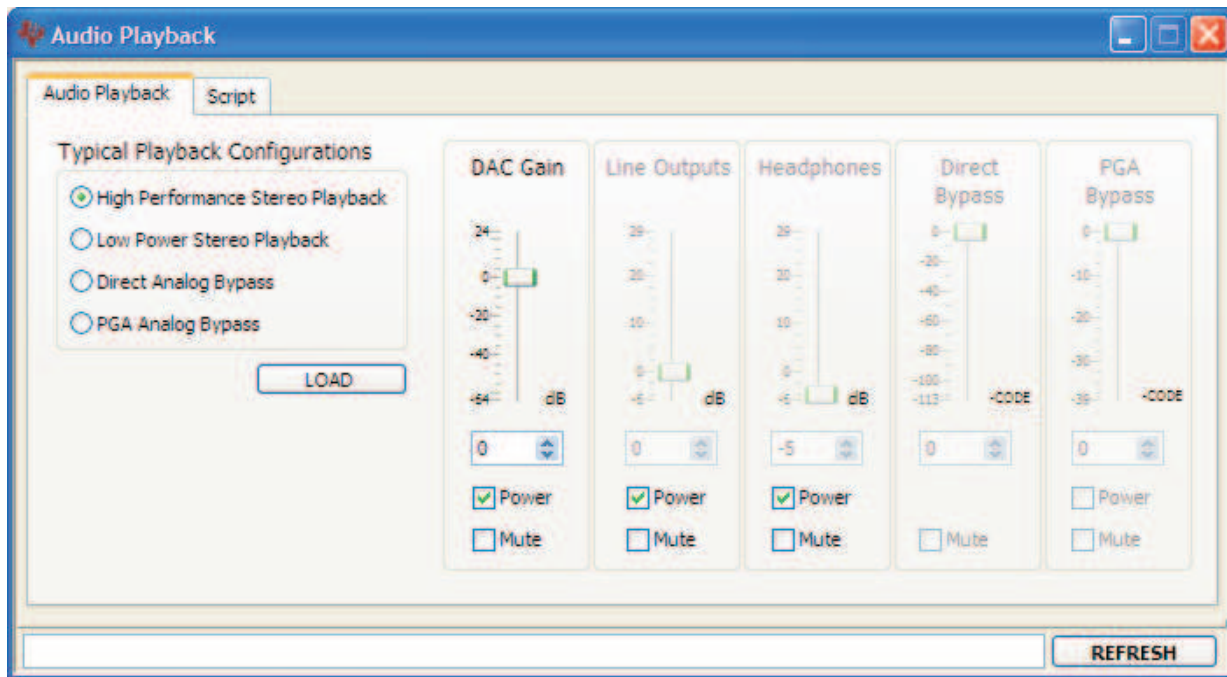 Audio Playback
Audio Playback
Script
Typical Playback Configurations
High Performance Stereo Playback
Low Power Stereo Playback
Direct Analog Bypass
PGA Analog Bypass
LOAD
DAC Gain
24
0
-20
-40
-64
dB
0
Power
Mute
Line Outputs
29
20
10
0
-6
dB
0
Power
Mute
Headphones
29
20
10
0
-6
dB
-5
Power
Mute
Direct
Bypass
0
-20
-40
-60
-80
-100
-113
-CODE
0
Mute
PGA
Bypass
0
-10
-20
-30
-39
-CODE
0
Power
Mute
REFRESH